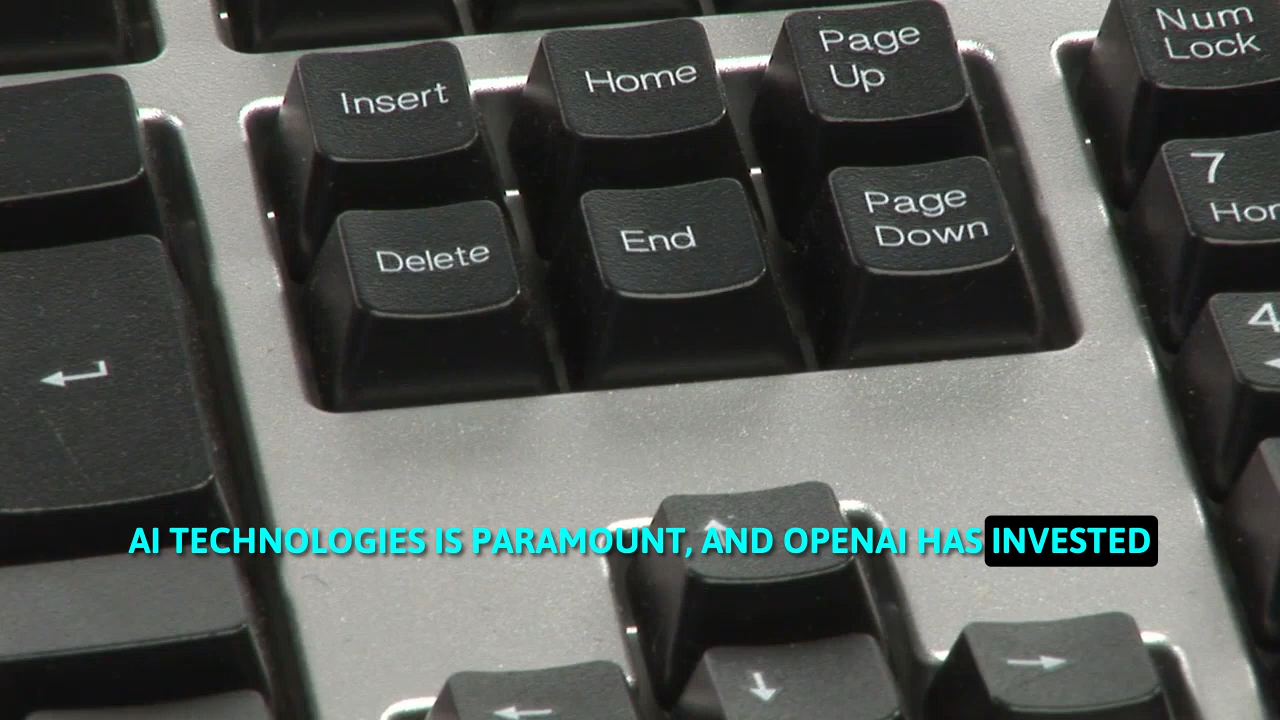 Insert
Home
Page
Up
Num
Lock
Delete
End
Page
Down
7
4
AI TECHNOLOGIES IS PARAMOUNT, AND OPENAI HAS INVESTED